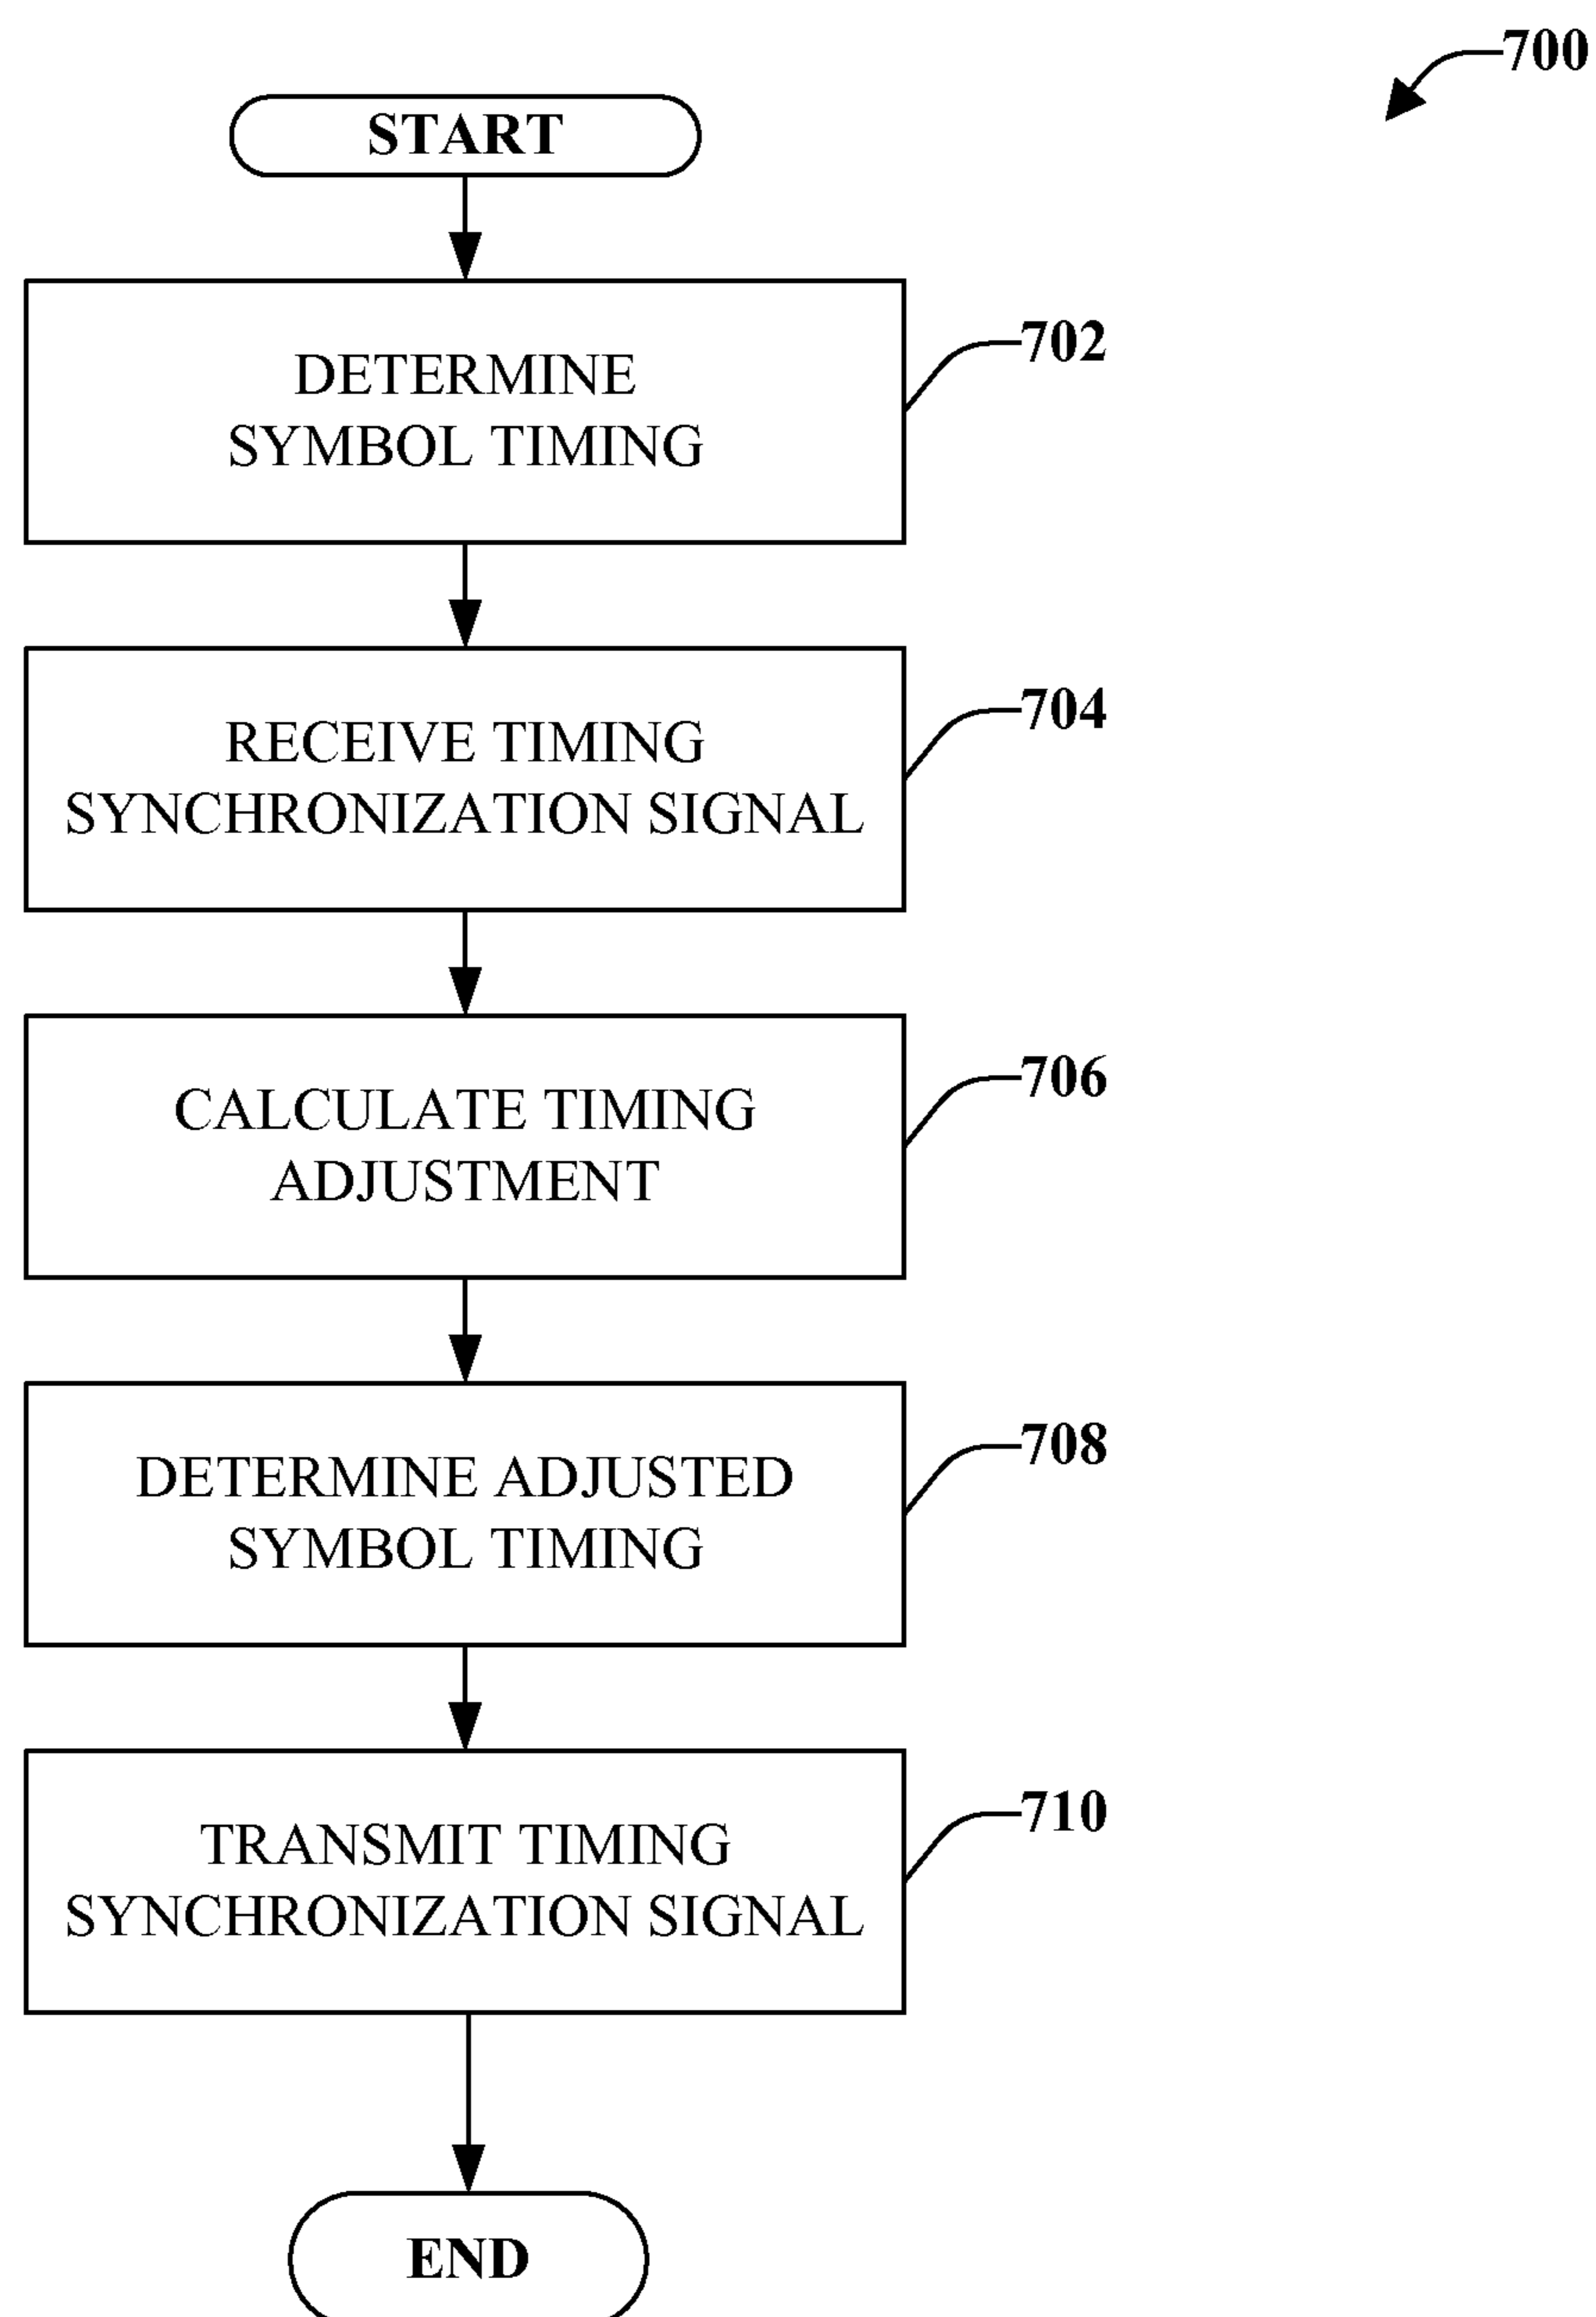 700
START
DETERMINE
SYMBOL TIMING
702
RECEIVE TIMING
SYNCHRONIZATION SIGNAL
704
CALCULATE TIMING
ADJUSTMENT
706
DETERMINE ADJUSTED
SYMBOL TIMING
708
TRANSMIT TIMING
SYNCHRONIZATION SIGNAL
710
END